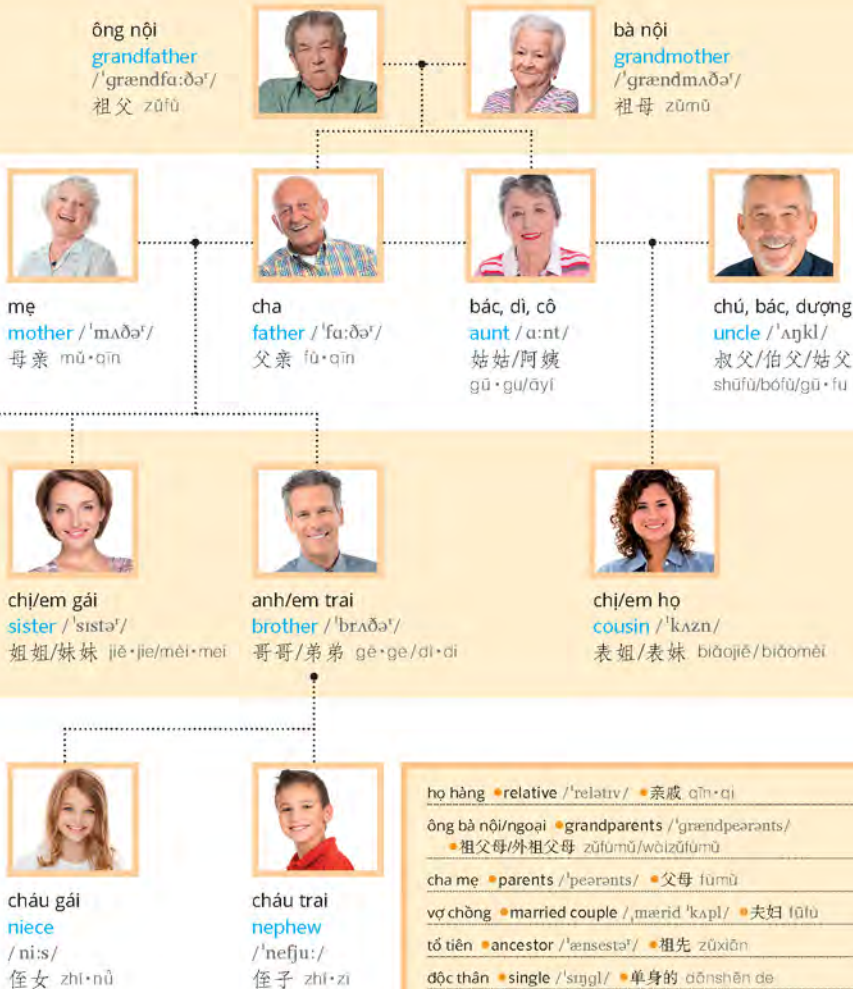 ông nội
grandfather
/ˈgrændfɑːðəʳ/
祖父 zǔfù
bà nội
grandmother
/ˈgrændmʌðəʳ/
祖母 zǔmǔ
mẹ
mother /ˈmʌðəʳ/
母亲 mǔ·qīn
cha
father /ˈfɑːðəʳ/
父亲 fù·qīn
bác, dì, cô
aunt /ɑːnt/
姑姑/阿姨
gū·gu/āyí
chú, bác, dượng
uncle /ˈʌŋkl/
叔父/伯父/姑父
shūfù/bófù/gū·fu
chị/em gái
sister /ˈsɪstəʳ/
姐姐/妹妹 jiě·jie/mèi·mei
anh/em trai
brother /ˈbrʌðəʳ/
哥哥/弟弟 gē·ge/dì·di
chị/em họ
cousin /ˈkʌzn/
表姐/表妹 biǎojiě/biǎomèi
cháu gái
niece
/niːs/
侄女 zhí·nǚ
cháu trai
nephew
/ˈnefjuː/
侄子 zhí·zi
họ hàng •relative /ˈrelətɪv/ •亲戚 qīn·qi
ông bà nội/ngoại •grandparents /ˈgrændpeərənts/
•祖父母/外祖父母 zǔfùmǔ/wàizǔfùmǔ
cha mẹ •parents /ˈpeərənts/ •父母 fùmǔ
vợ chồng •married couple /ˌmærid ˈkʌpl/ •夫妇 fūfù
tổ tiên •ancestor /ˈænsestəʳ/ •祖先 zǔxiān
độc thân •single /ˈsɪŋgl/ •单身的 dānshēn de